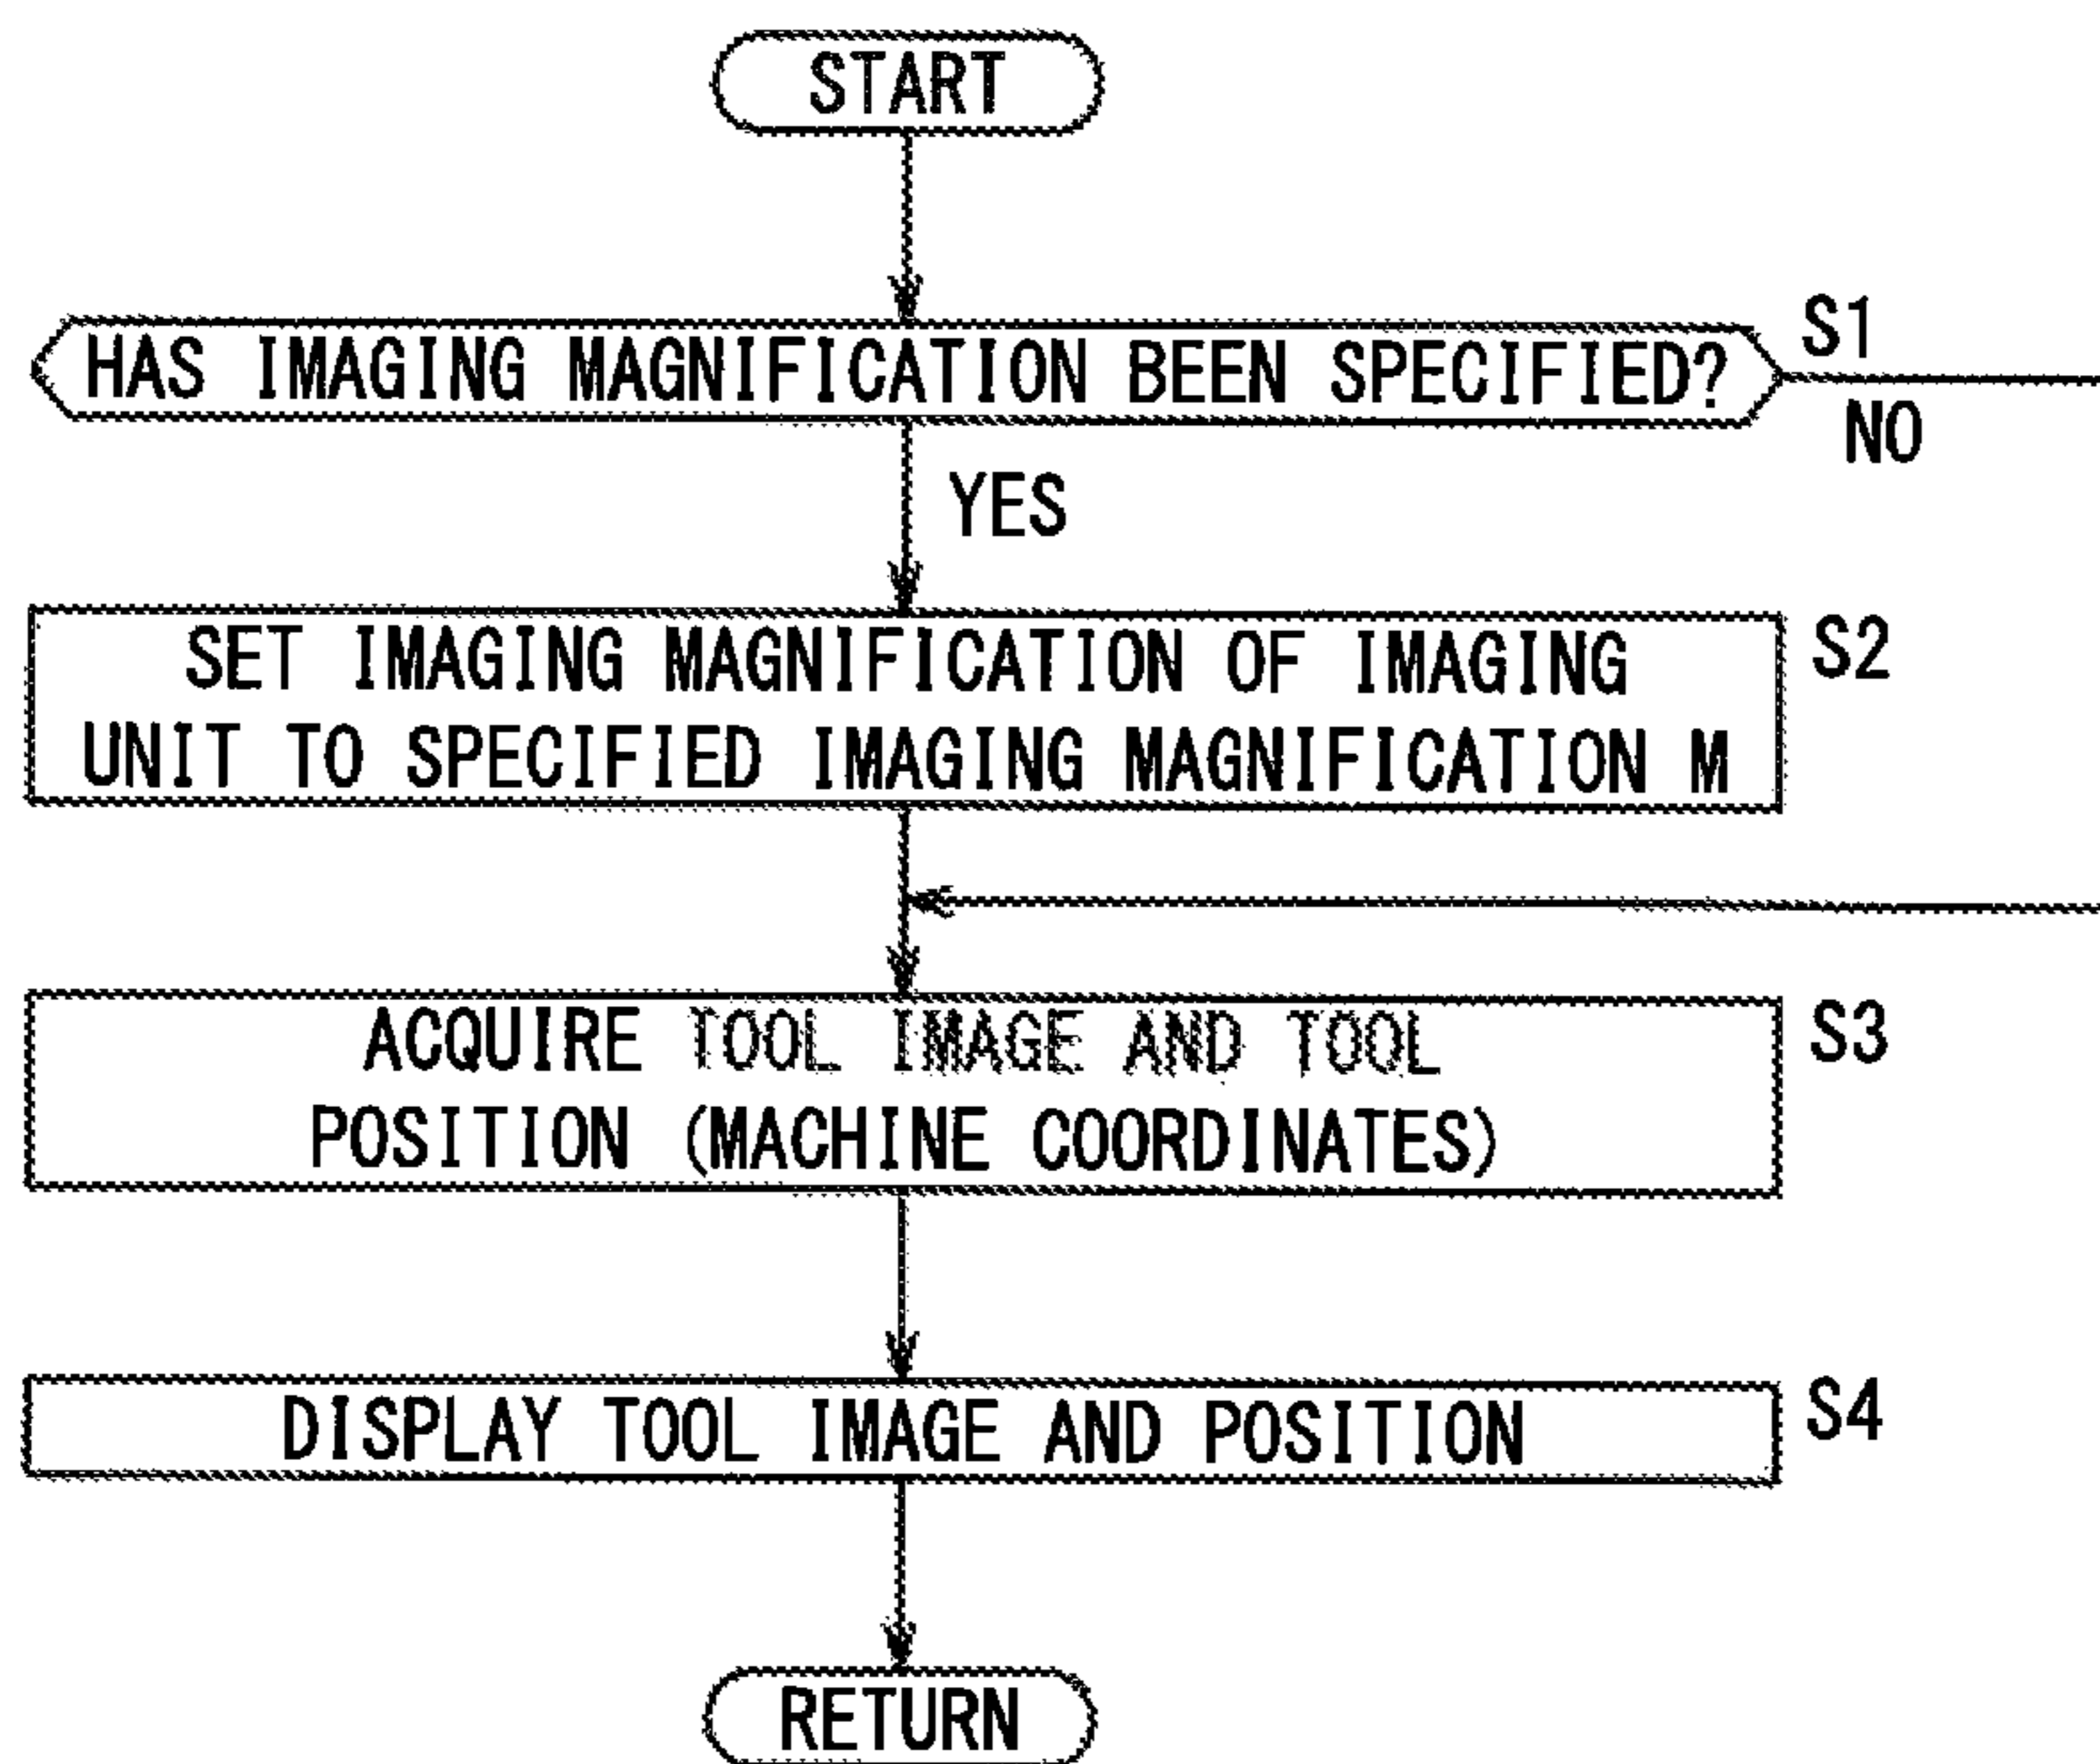 START
HAS IMAGING MAGNIFICATION BEEN SPECIFIED?
S1
NO
YES
SET IMAGING MAGNIFICATION OF IMAGING
UNIT TO SPECIFIED IMAGING MAGNIFICATION M
S2
ACQUIRE TOOL IMAGE AND TOOL
POSITION (MACHINE COORDINATES)
S3
DISPLAY TOOL IMAGE AND POSITION
S4
RETURN